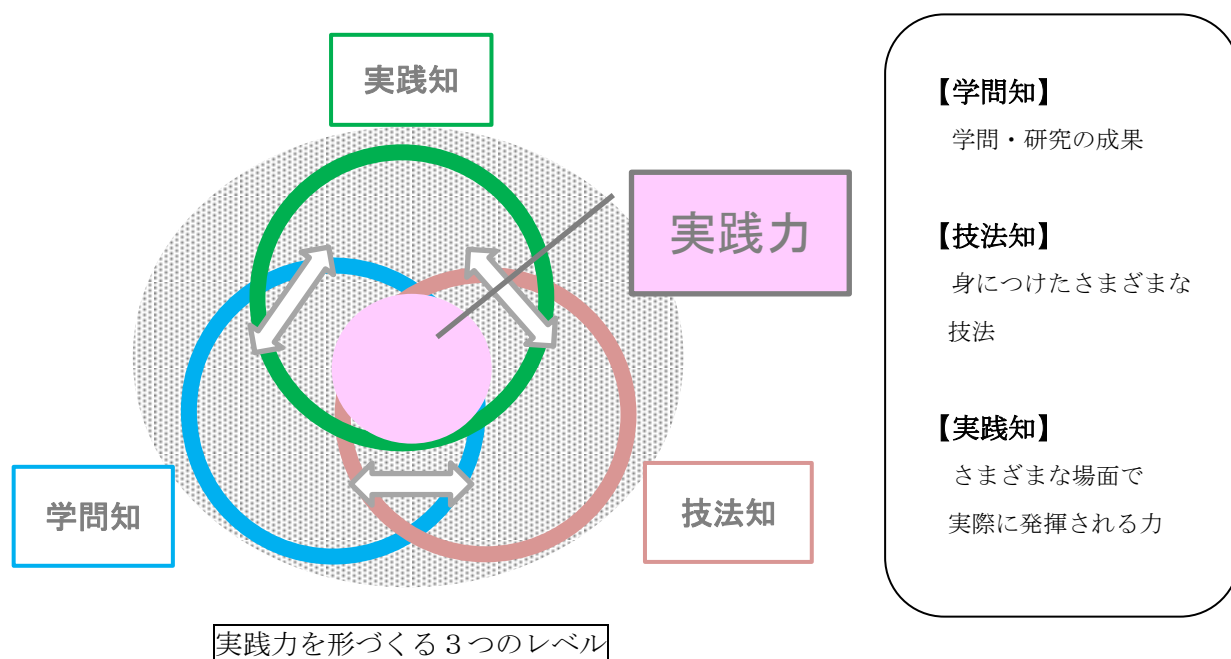 実践知
実践力
学問知
技法知
実践力を形づくる３つのレベル
【学問知】
学問・研究の成果
【技法知】
身につけたさまざまな
技法
【実践知】
さまざまな場面で
実際に発揮される力